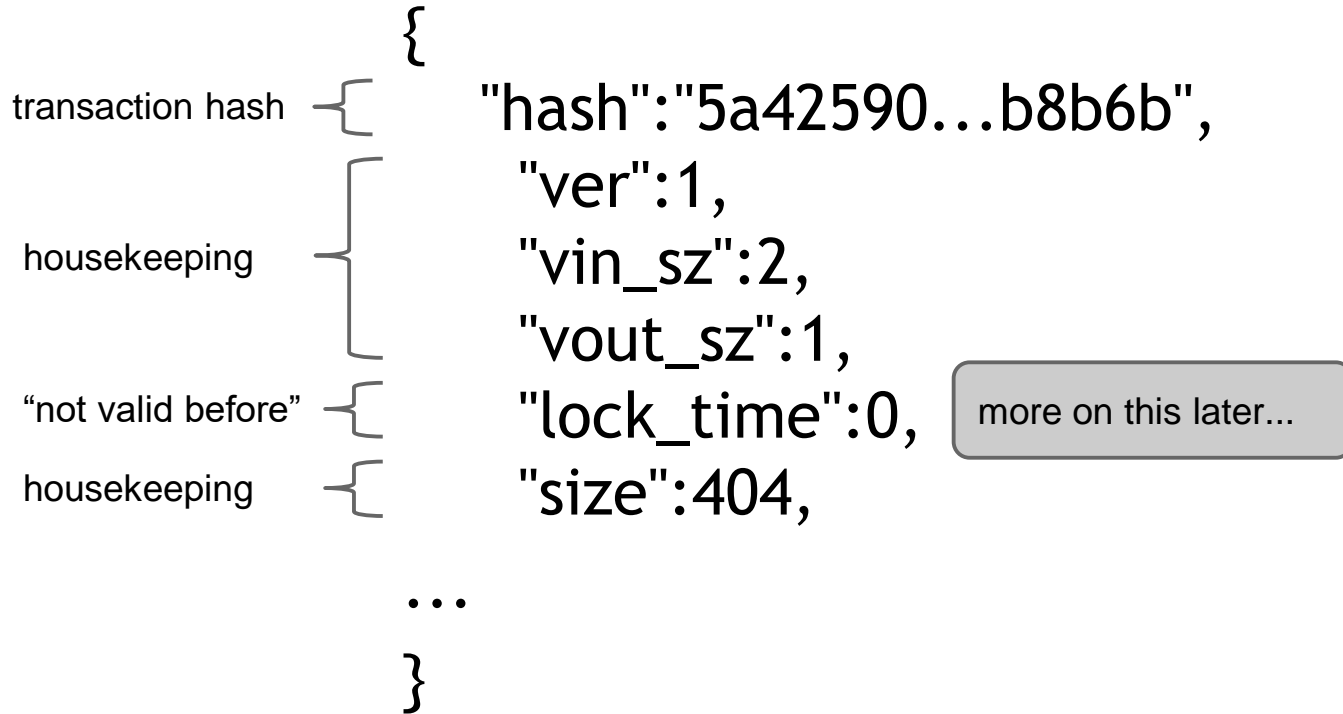 {
transaction hash "hash":"5a42590...b8b6b",
"ver":1,
housekeeping "vin_sz":2,
"vout_sz":1,
“not valid before” "lock_time":0, more on this later...
housekeeping "size":404,
...
}